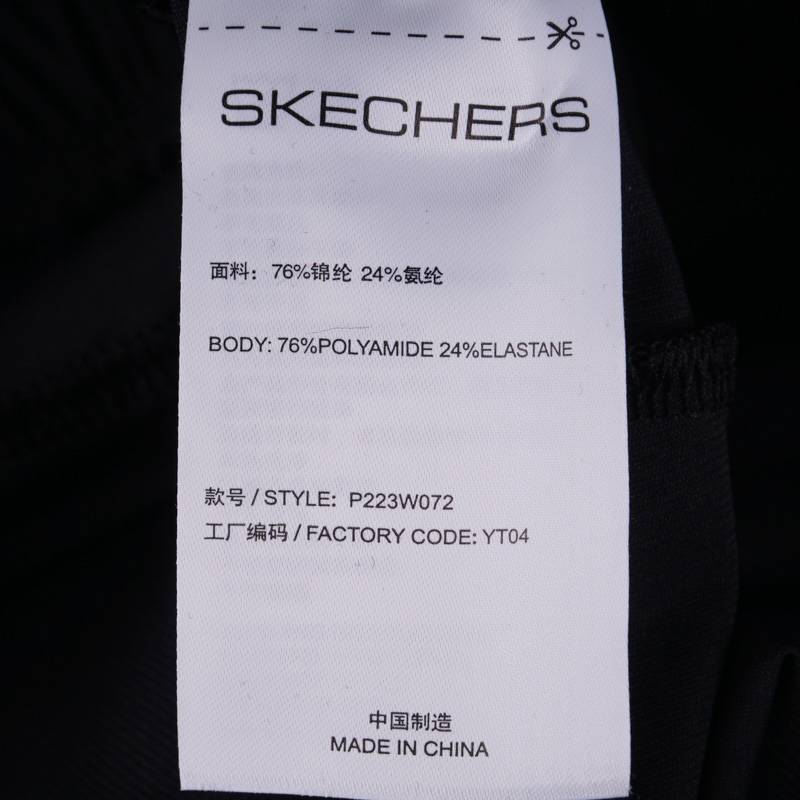 SKECHERS
面料：76%锦纶 24%氨纶
BODY: 76%POLYAMIDE 24%ELASTANE
款号 / STYLE: P223W072
工厂编码 / FACTORY CODE: YT04
中国制造
MADE IN CHINA